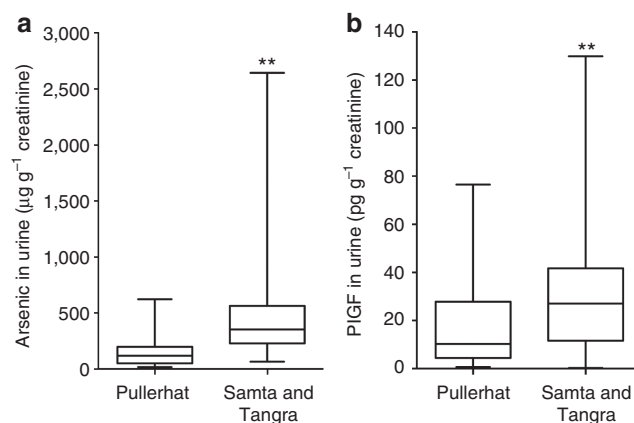 a
Arsenic in urine (µg g⁻¹ creatinine)
3,000
2,500
2,000
1,500
1,000
500
0
**
Pullerhat
Samta and
Tangra
b
PlGF in urine (pg g⁻¹ creatinine)
140
120
100
80
60
40
20
0
**
Pullerhat
Samta and
Tangra